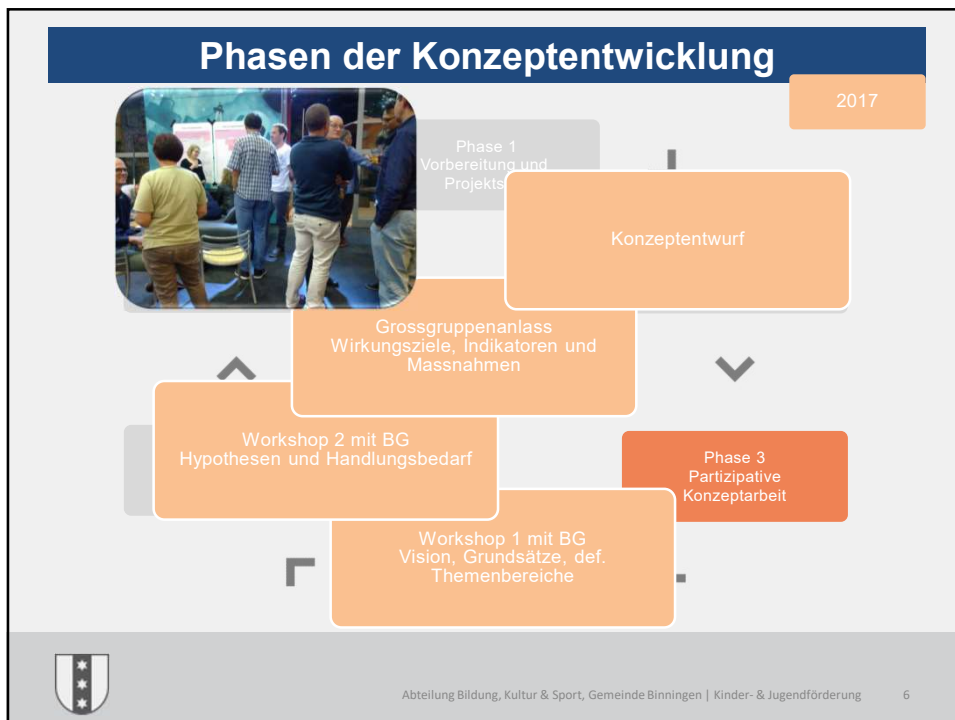 Phasen der Konzeptentwicklung
2017
Phase 1
Vorbereitung und
Konzeptentwurf
Grossgruppenanlass
Wirkungsziele, Indikatoren und
Massnahmen
Workshop 2 mit BG
Hypothesen und Handlungsbedarf
Phase 3
Partizipative
Konzeptarbeit
Workshop 1 mit BG
Vision, Grundsätze, def.
Themenbereiche
Abteilung Bildung, Kultur & Sport, Gemeinde Binningen | Kinder- & Jugendförderung 6